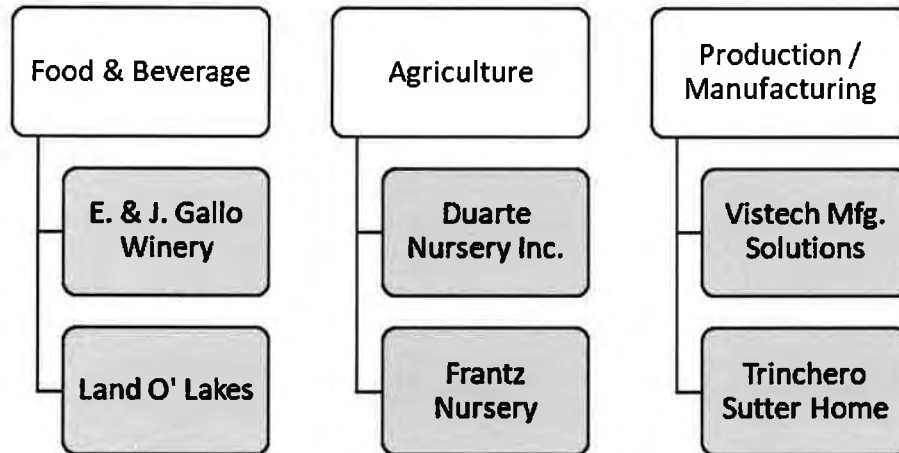 Food & Beverage
E. & J. Gallo
Winery
Land O' Lakes
Agriculture
Duarte
Nursery Inc.
Frantz
Nursery
Production /
Manufacturing
Vistech Mfg.
Solutions
Trinchero
Sutter Home